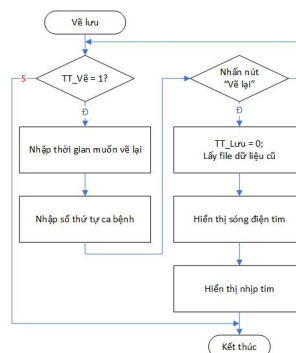 Vẽ lưu
TT_Vẽ = 1?
S
Đ
Nhập thời gian muốn vẽ lại
Nhập số thứ tự ca bệnh
Nhấn nút
“Vẽ lại”
Đ
TT_Lưu = 0;
Lấy file dữ liệu cũ
Hiển thị sóng điện tim
Hiển thị nhịp tim
Kết thúc